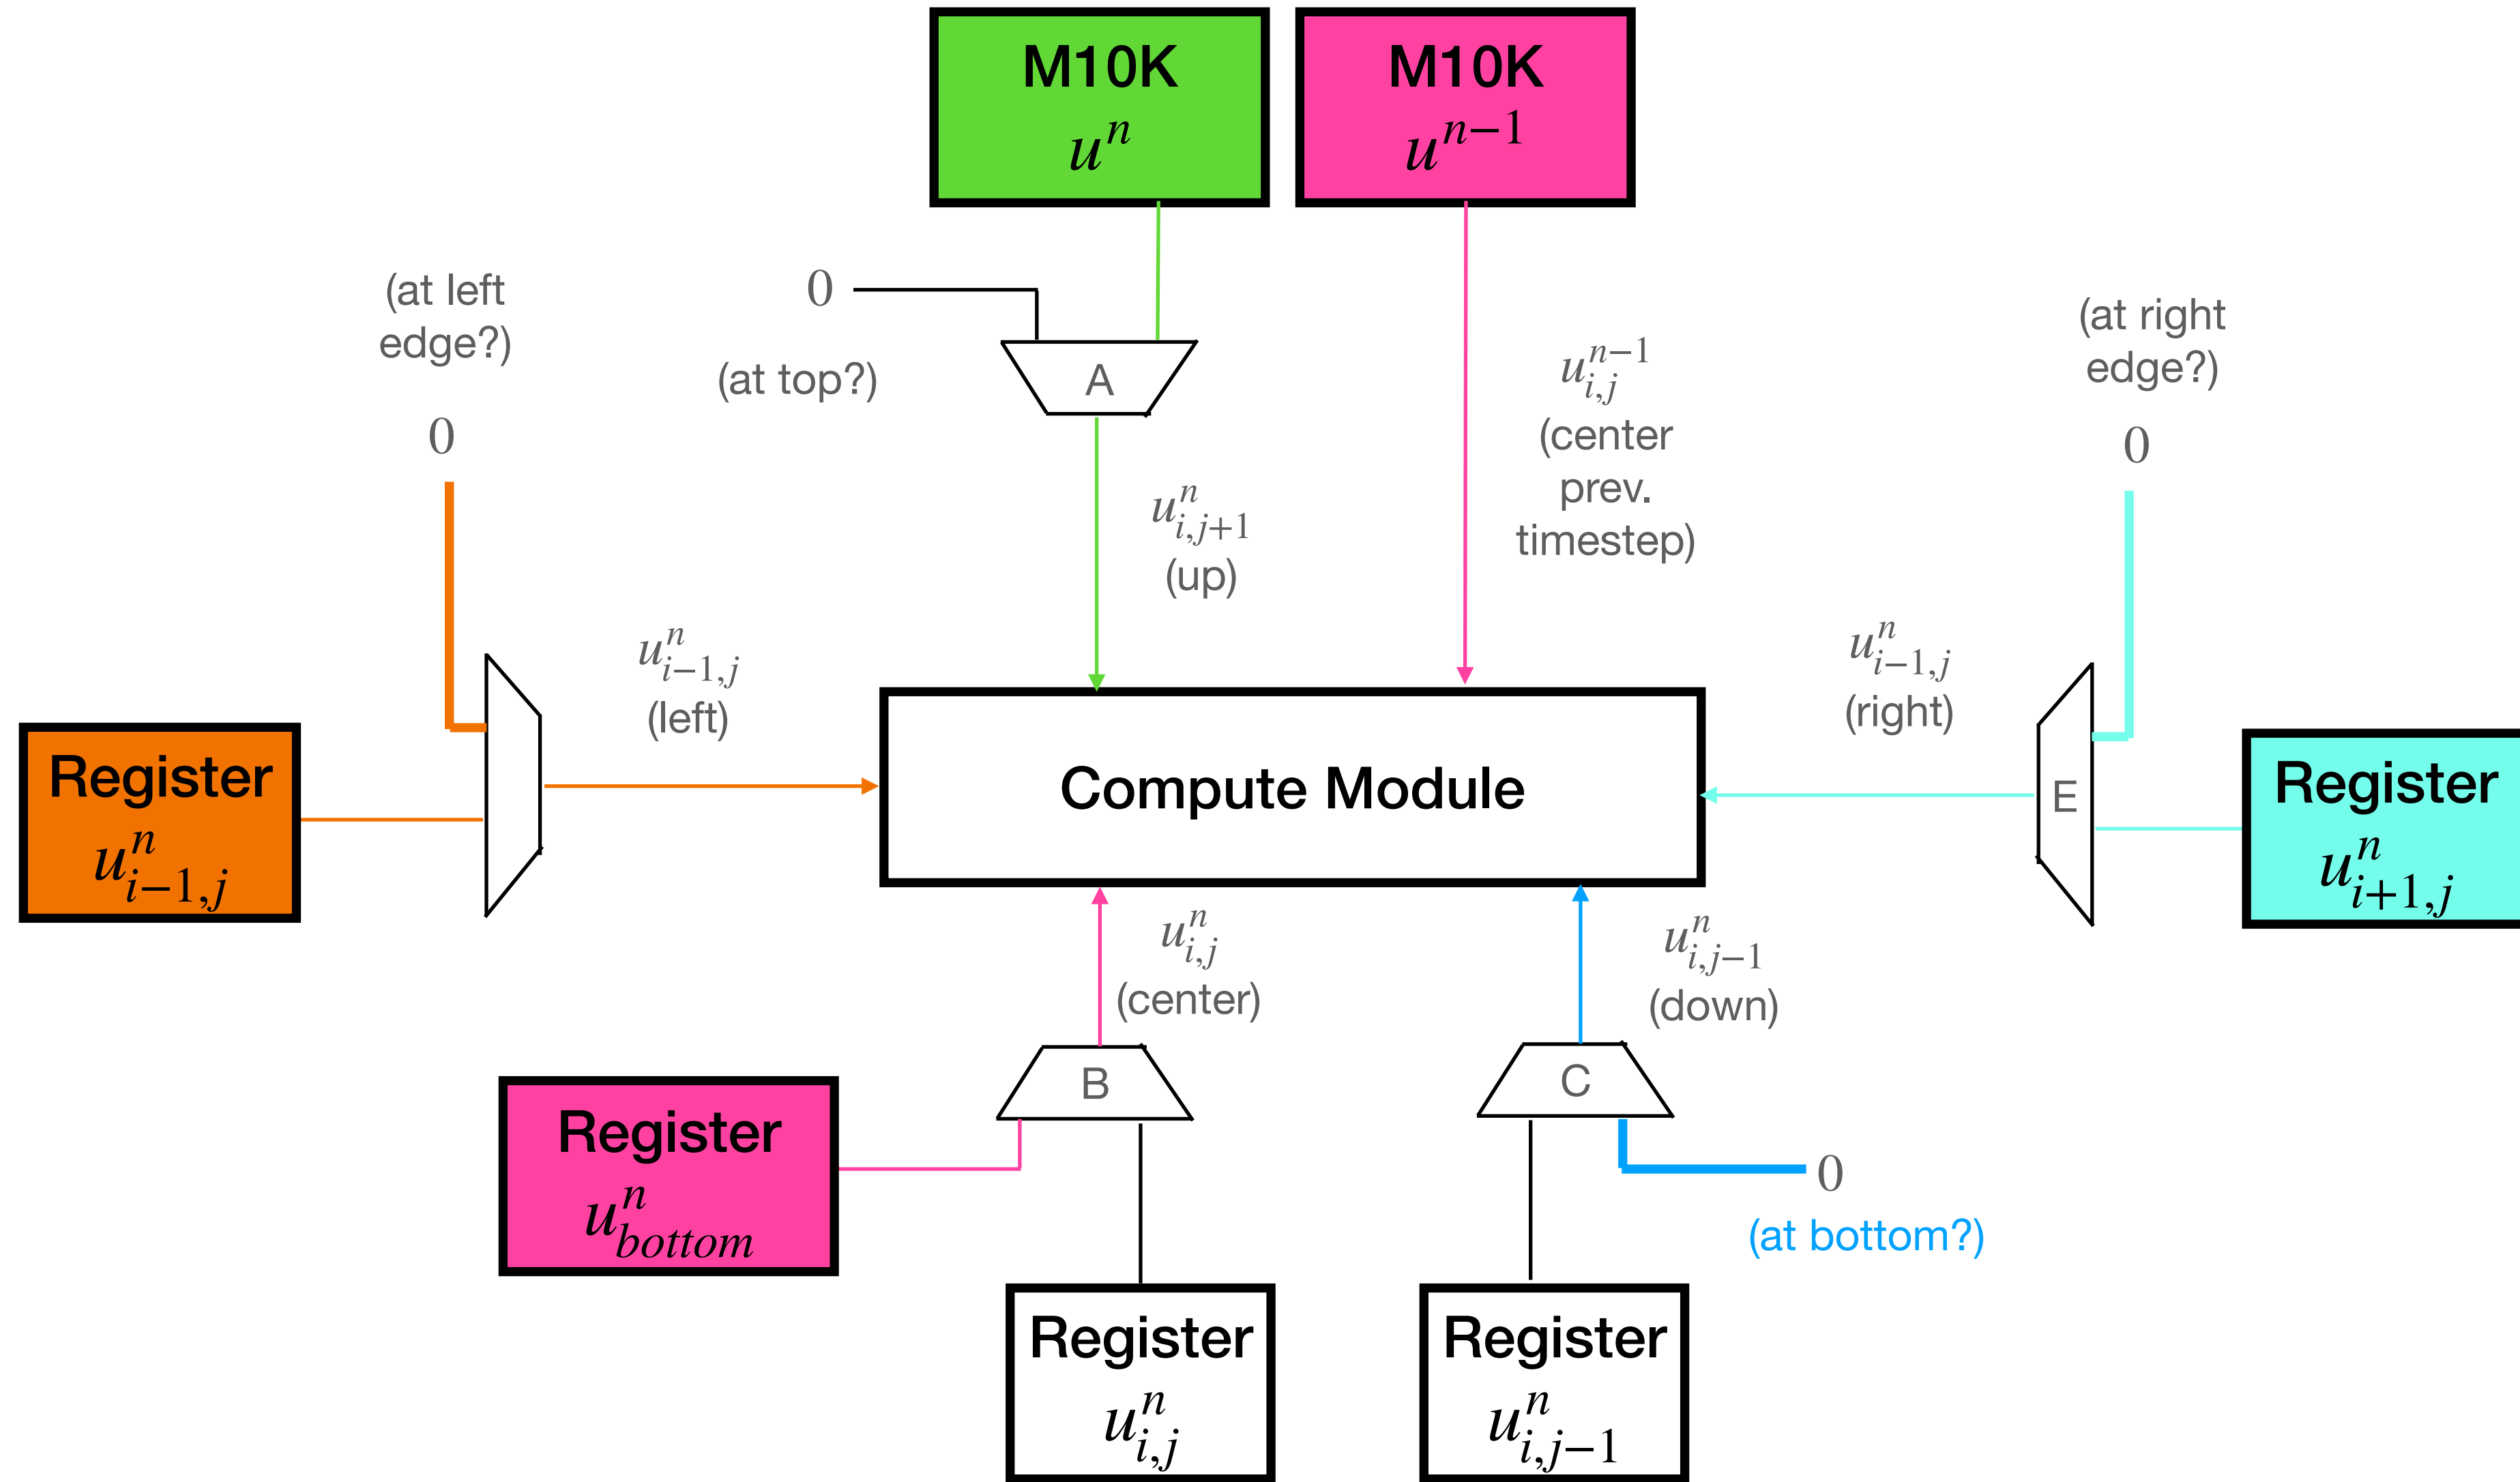 M10K
u^n
M10K
u^{n−1}
(at left
edge?)
0
0
(at top?)
A
u^n_{i,j+1}
(up)
u^{n−1}_{i,j}
(center
prev.
timestep)
(at right
edge?)
0
u^n_{i−1,j}
(left)
u^n_{i−1,j}
(right)
Register
u^n_{i−1,j}
Compute Module
E
Register
u^n_{i+1,j}
u^n_{i,j}
(center)
u^n_{i,j−1}
(down)
B
C
Register
u^n_{bottom}
0
(at bottom?)
Register
u^n_{i,j}
Register
u^n_{i,j−1}